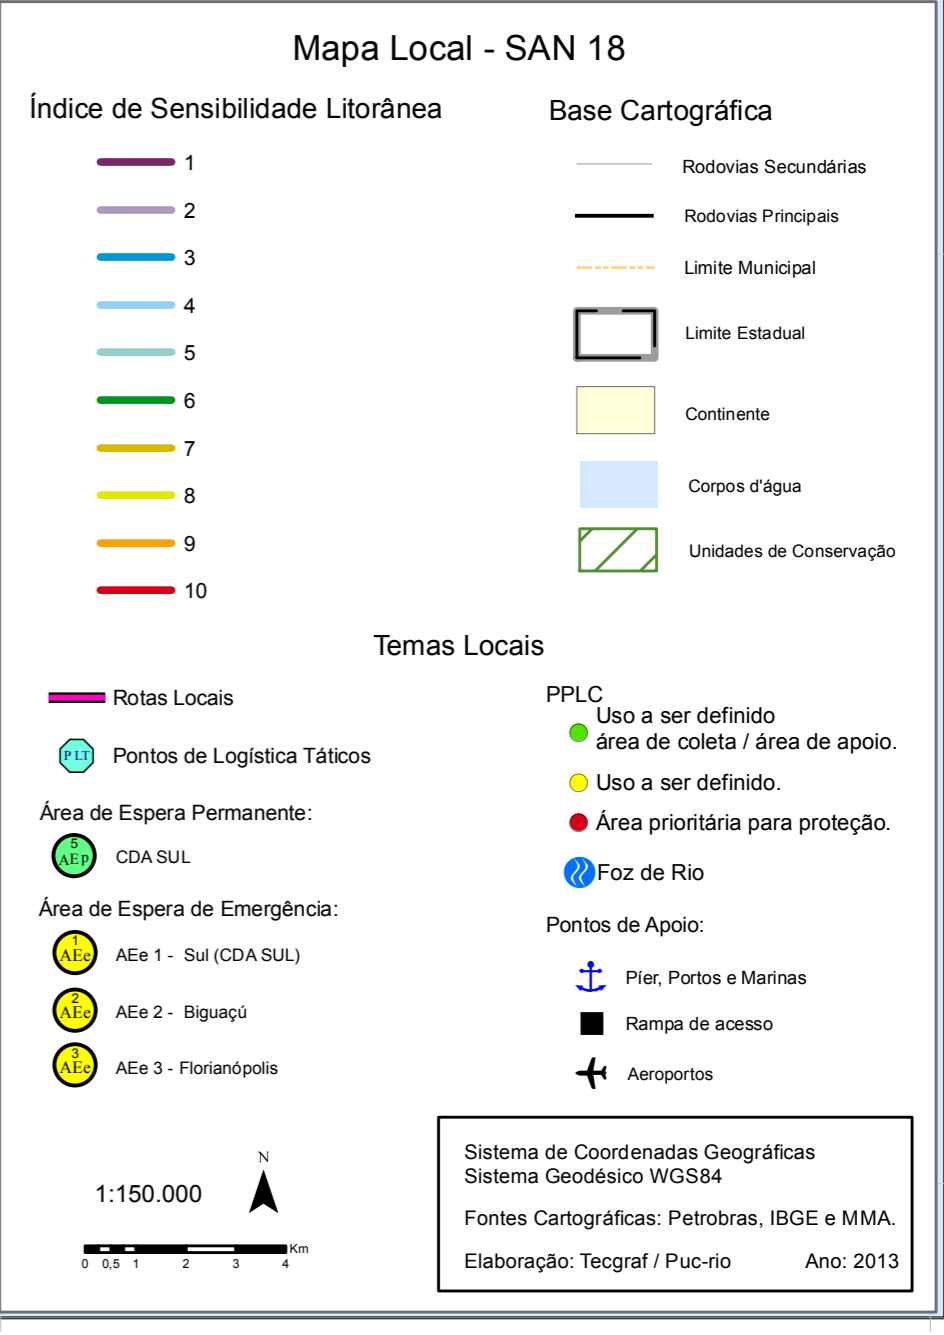 Mapa Local - SAN 18
Índice de Sensibilidade Litorânea
1
2
3
4
5
6
7
8
9
10
Base Cartográfica
Rodovias Secundárias
Rodovias Principais
Limite Municipal
Limite Estadual
Continente
Corpos d'água
Unidades de Conservação
Temas Locais
Rotas Locais
PLT
Pontos de Logística Táticos
Área de Espera Permanente:
5
AEp
CDA SUL
Área de Espera de Emergência:
1
AEe
AEe 1 - Sul (CDA SUL)
2
AEe
AEe 2 - Biguaçú
3
AEe
AEe 3 - Florianópolis
PPLC
Uso a ser definido
área de coleta / área de apoio.
Uso a ser definido.
Área prioritária para proteção.
Foz de Rio
Pontos de Apoio:
Píer, Portos e Marinas
Rampa de acesso
Aeroportos
1:150.000
N
Km
0 0,5 1 2 3 4
Sistema de Coordenadas Geográficas
Sistema Geodésico WGS84
Fontes Cartográficas: Petrobras, IBGE e MMA.
Elaboração: Tecgraf / Puc-rio Ano: 2013